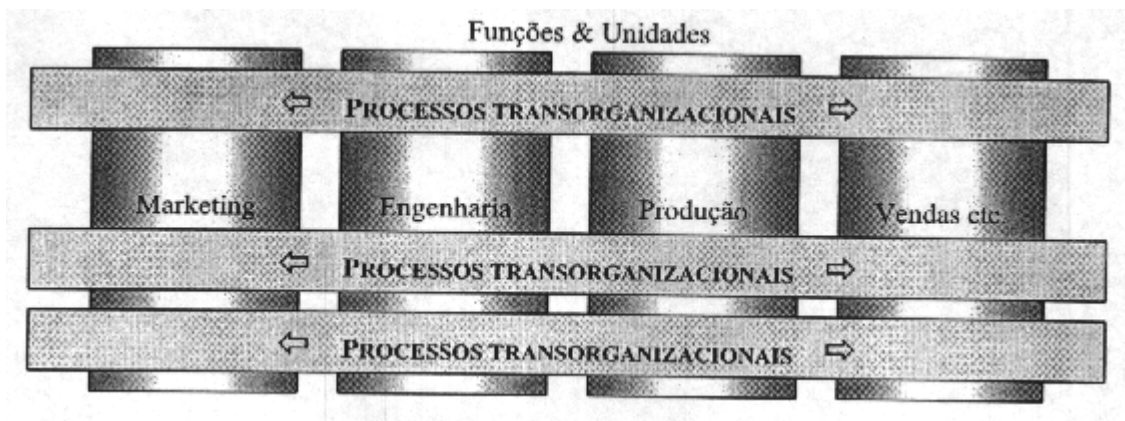 Funções & Unidades
PROCESSOS TRANSORGANIZACIONAIS
Marketing Engenharia Produção Vendas etc.
PROCESSOS TRANSORGANIZACIONAIS
PROCESSOS TRANSORGANIZACIONAIS